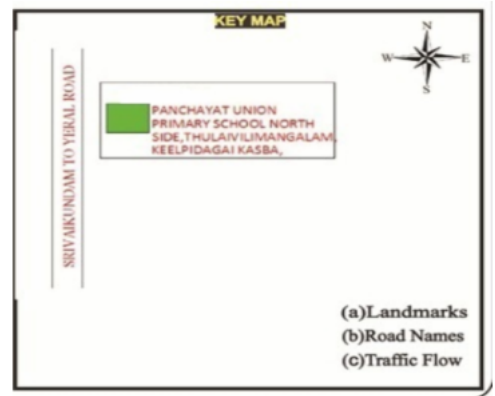 KEY MAP
N
W E
S
SRIVAIKUNDAM TO YERAL ROAD
PANCHAYAT UNION
PRIMARY SCHOOL NORTH
SIDE,THULAIVILIMANGALAM,
KEELPIDAGAI KASBA,
(a)Landmarks
(b)Road Names
(c)Traffic Flow